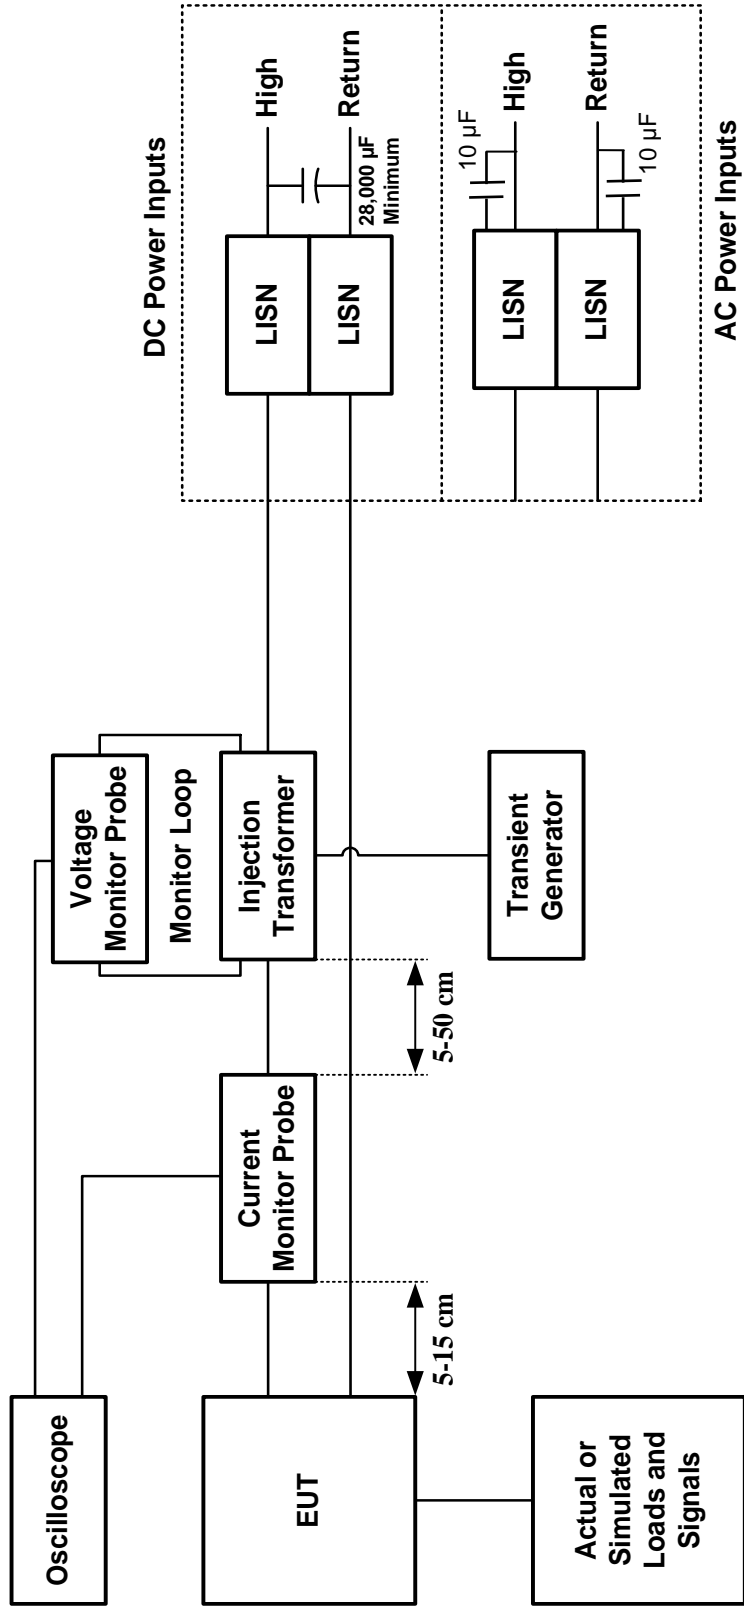 Oscilloscope
EUT
Actual or
Simulated
Loads and
Signals
5-15 cm
Current
Monitor Probe
5-50 cm
Voltage
Monitor Probe
Monitor Loop
Injection
Transformer
Transient
Generator
DC Power Inputs
LISN
LISN
High
Return
28,000 µF
Minimum
LISN
LISN
10 µF
High
Return
10 µF
AC Power Inputs